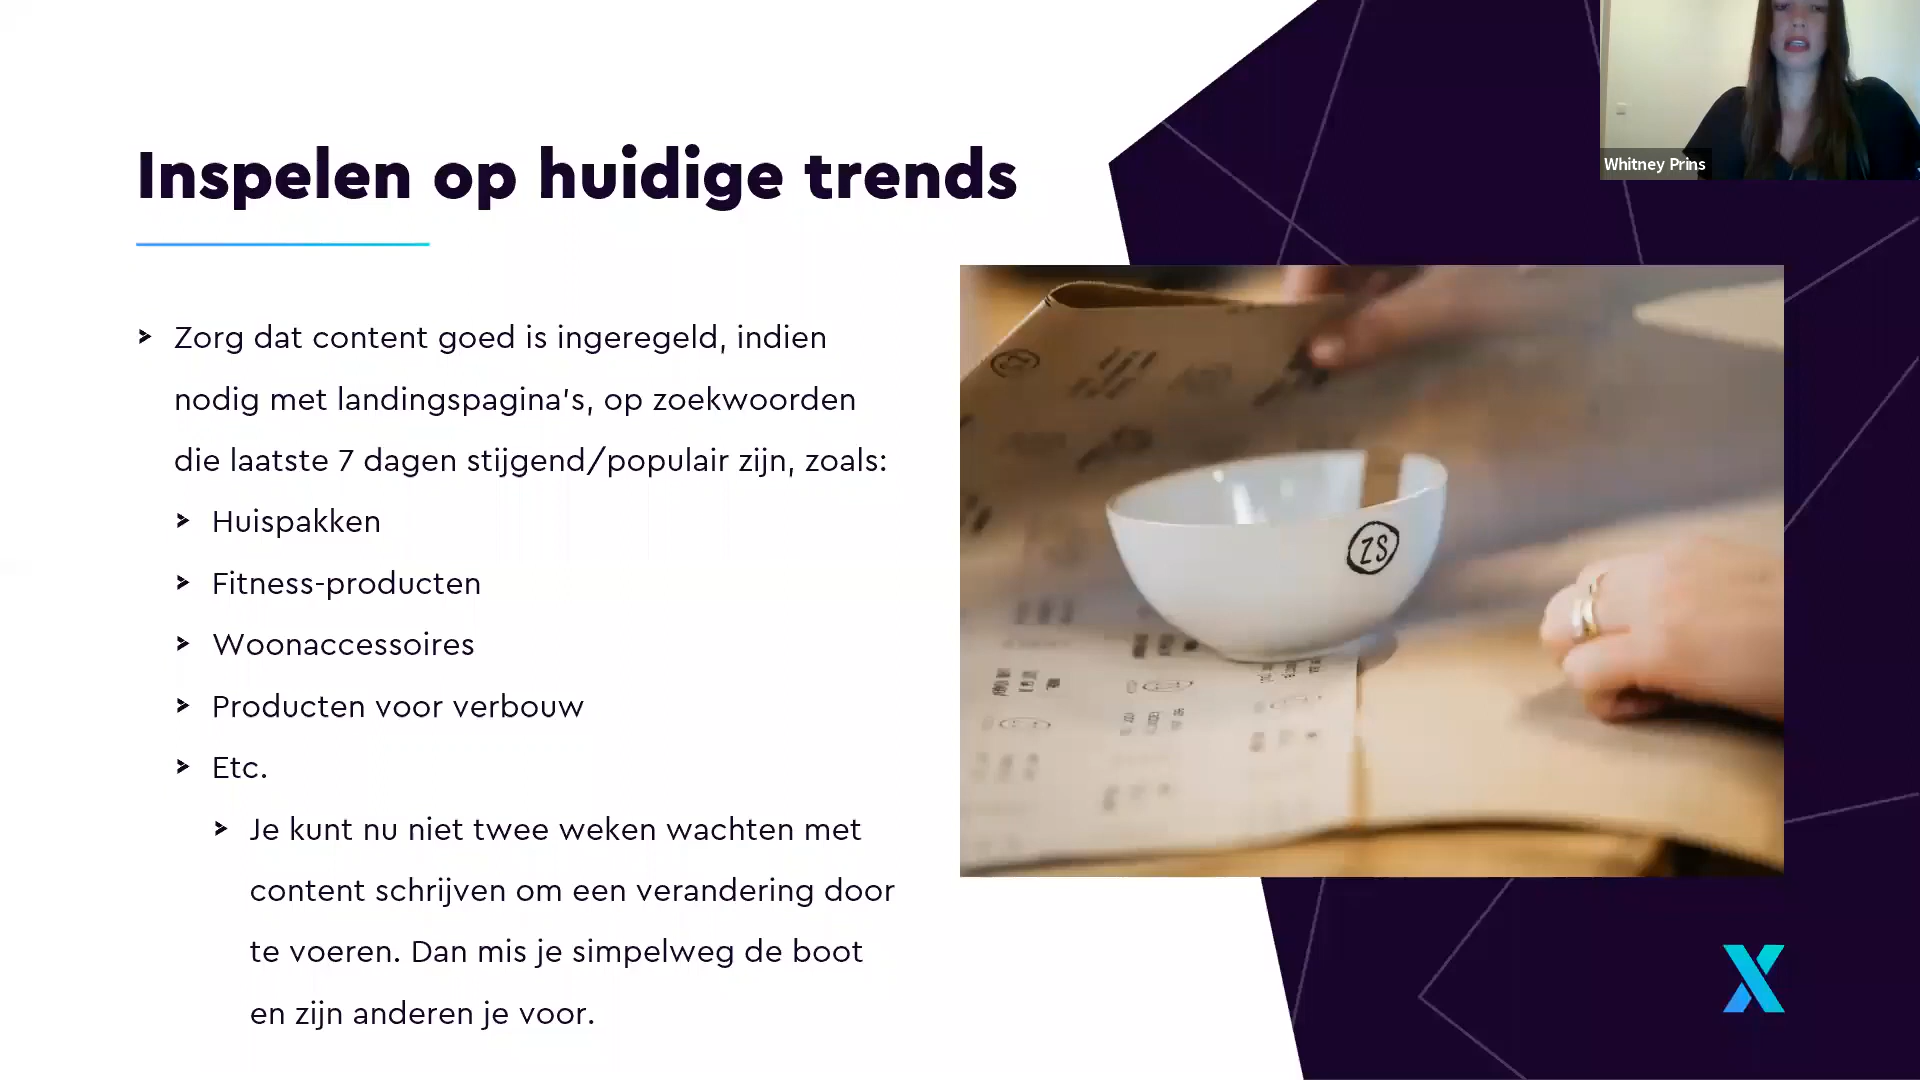 Whitney Prins
Inspelen op huidige trends
Zorg dat content goed is ingeregeld, indien
nodig met landingspagina's, op zoekwoorden
die laatste 7 dagen stijgend/populair zijn, zoals:
Huispakken
Fitness-producten
Woonaccessoires
Producten voor verbouw
Etc.
Je kunt nu niet twee weken wachten met
content schrijven om een verandering door
te voeren. Dan mis je simpelweg de boot
en zijn anderen je voor.
ZS